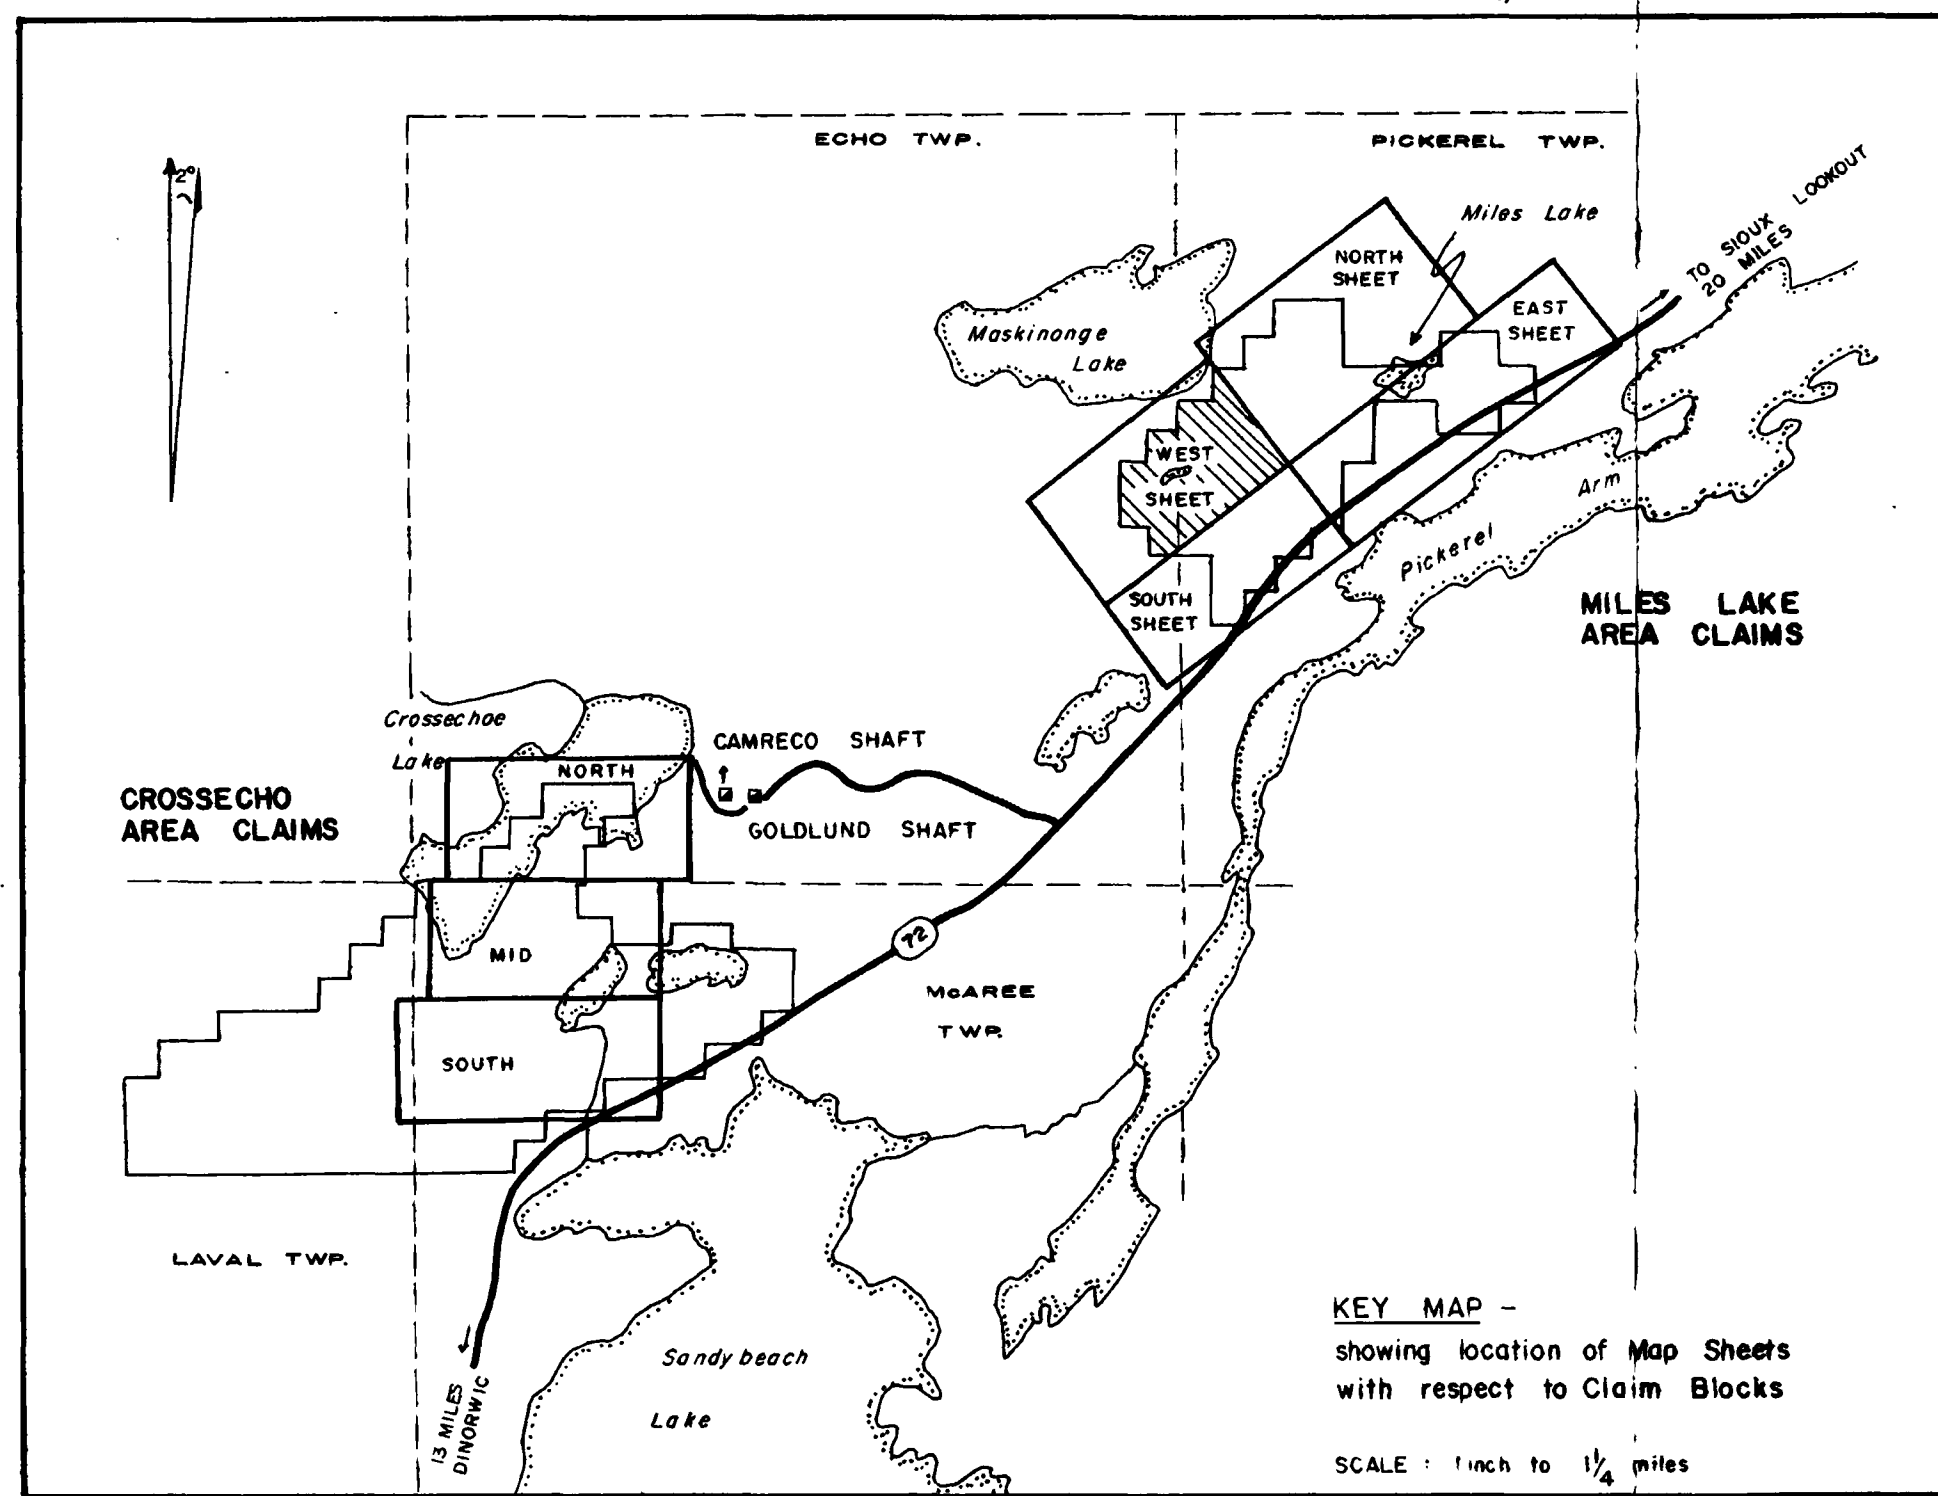 ECHO TWP.
PICKEREL TWP.
2°
TO SIOUX LOOKOUT
20 MILES
Miles Lake
NORTH
SHEET
EAST
SHEET
Maskinonge
Lake
WEST
SHEET
Arm
Pickerel
SOUTH
SHEET
MILES LAKE
AREA CLAIMS
Crossechoe
Lake
CAMRECO SHAFT
NORTH
CROSSECHO
AREA CLAIMS
GOLDLUND SHAFT
72
MID
McAREE
TWP.
SOUTH
LAVAL TWP.
KEY MAP -
showing location of Map Sheets
with respect to Claim Blocks
Sandybeach
Lake
13 MILES
DINORWIC
SCALE : 1 inch to 1 1/4 miles